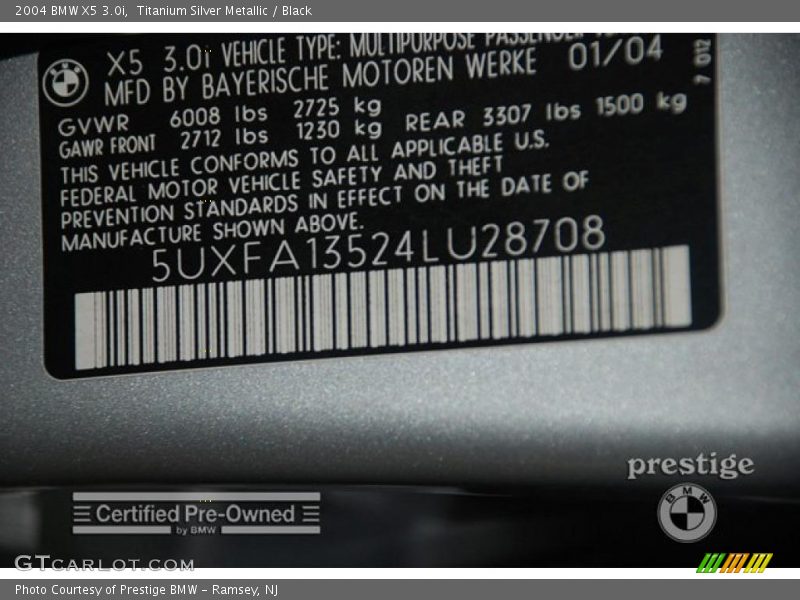 2004 BMW X5 3.0i,  Titanium Silver Metallic / Black
X5 3.0i VEHICLE TYPE: MULTIPURPOSE PASSENGER
MFD BY BAYERISCHE MOTOREN WERKE 01/04
7 012
GVWR 6008 lbs 2725 kg
GAWR FRONT 2712 lbs 1230 kg REAR 3307 lbs 1500 kg
THIS VEHICLE CONFORMS TO ALL APPLICABLE U.S.
FEDERAL MOTOR VEHICLE SAFETY AND THEFT
PREVENTION STANDARDS IN EFFECT ON THE DATE OF
MANUFACTURE SHOWN ABOVE.
5UXFA13524LU28708
prestige
BMW
Certified Pre-Owned
by BMW
GTCARLOT.COM
Photo Courtesy of Prestige BMW - Ramsey, NJ